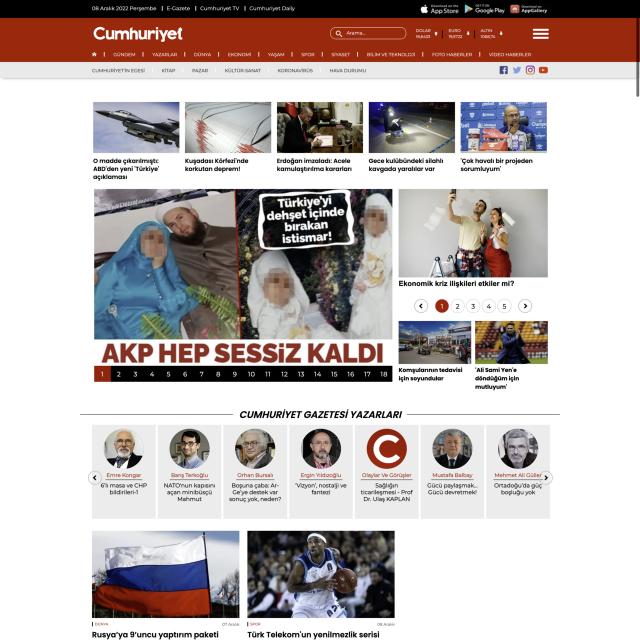 08 Aralık 2022 Perşembe | E-Gazete | Cumhuriyet TV | Cumhuriyet Daily
Download on the App Store
GET IT ON Google Play
Download on AppGallery
Cumhuriyet
Arama...
DOLAR
EURO
ALTIN
GÜNDEM | YAZARLAR | DÜNYA | EKONOMİ | YAŞAM | SPOR | SİYASET | BİLİM VE TEKNOLOJİ | FOTO HABERLER | VİDEO HABERLER
CUMHURİYET'İN EGESİ | KİTAP | PAZAR | KÜLTÜR-SANAT | KORONAVİRÜS | HAVA DURUMU
O madde çıkarılmıştı:
ABD'den yeni 'Türkiye'
açıklaması
Kuşadası Körfezi'nde
korkutan deprem!
Erdoğan imzaladı: Acele
kamulaştırılma kararları
Gece kulübündeki silahlı
kavgada yaralılar var
'Çok havalı bir projeden
sorumluyum'
Türkiye'yi
dehşet içinde
bırakan
istismar!
AKP HEP SESSİZ KALDI
1 2 3 4 5 6 7 8 9 10 11 12 13 14 15 16 17 18
Ekonomik kriz ilişkileri etkiler mi?
1 2 3 4 5
Komşularının tedavisi
için soyundular
'Ali Sami Yen'e
döndüğüm için
mutluyum'
CUMHURİYET GAZETESİ YAZARLARI
Emre Kongar
6'lı masa ve CHP
bildirileri-1
Barış Terkoğlu
NATO'nun kapısını
açan minibüsçü
Mahmut
Orhan Bursalı
Boşuna çaba: Ar-
Ge'ye destek var
sonuç yok, neden?
Ergin Yıldızoğlu
'Vizyon', nostalji ve
fantezi
Olaylar Ve Görüşler
Sağlığın
ticarileşmesi - Prof
Dr. Ulaş KAPLAN
Mustafa Balbay
Gücü paylaşmak...
Gücü devretmek!
Mehmet Ali Güller
Ortadoğu'da güç
boşluğu yok
DÜNYA
07 Aralık
Rusya'ya 9'uncu yaptırım paketi
SPOR
08 Aralık
Türk Telekom'un yenilmezlik serisi